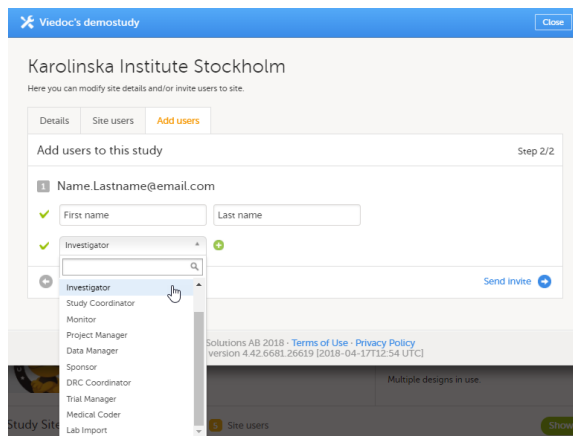 Viedoc's demostudy
Close
Karolinska Institute Stockholm
Here you can modify site details and/or invite users to site.
Details Site users Add users
Add users to this study Step 2/2
1 Name.Lastname@email.com
First name Last name
Investigator
Investigator
Send invite
Study Coordinator
Monitor
Project Manager
Solutions AB 2018 · Terms of Use · Privacy Policy
Data Manager
version 4.42.6681.26619 [2018-04-17T12:54 UTC]
Sponsor
DRC Coordinator
Multiple designs in use.
Trial Manager
Medical Coder
Study Site
5 Site users
Show
Lab Import